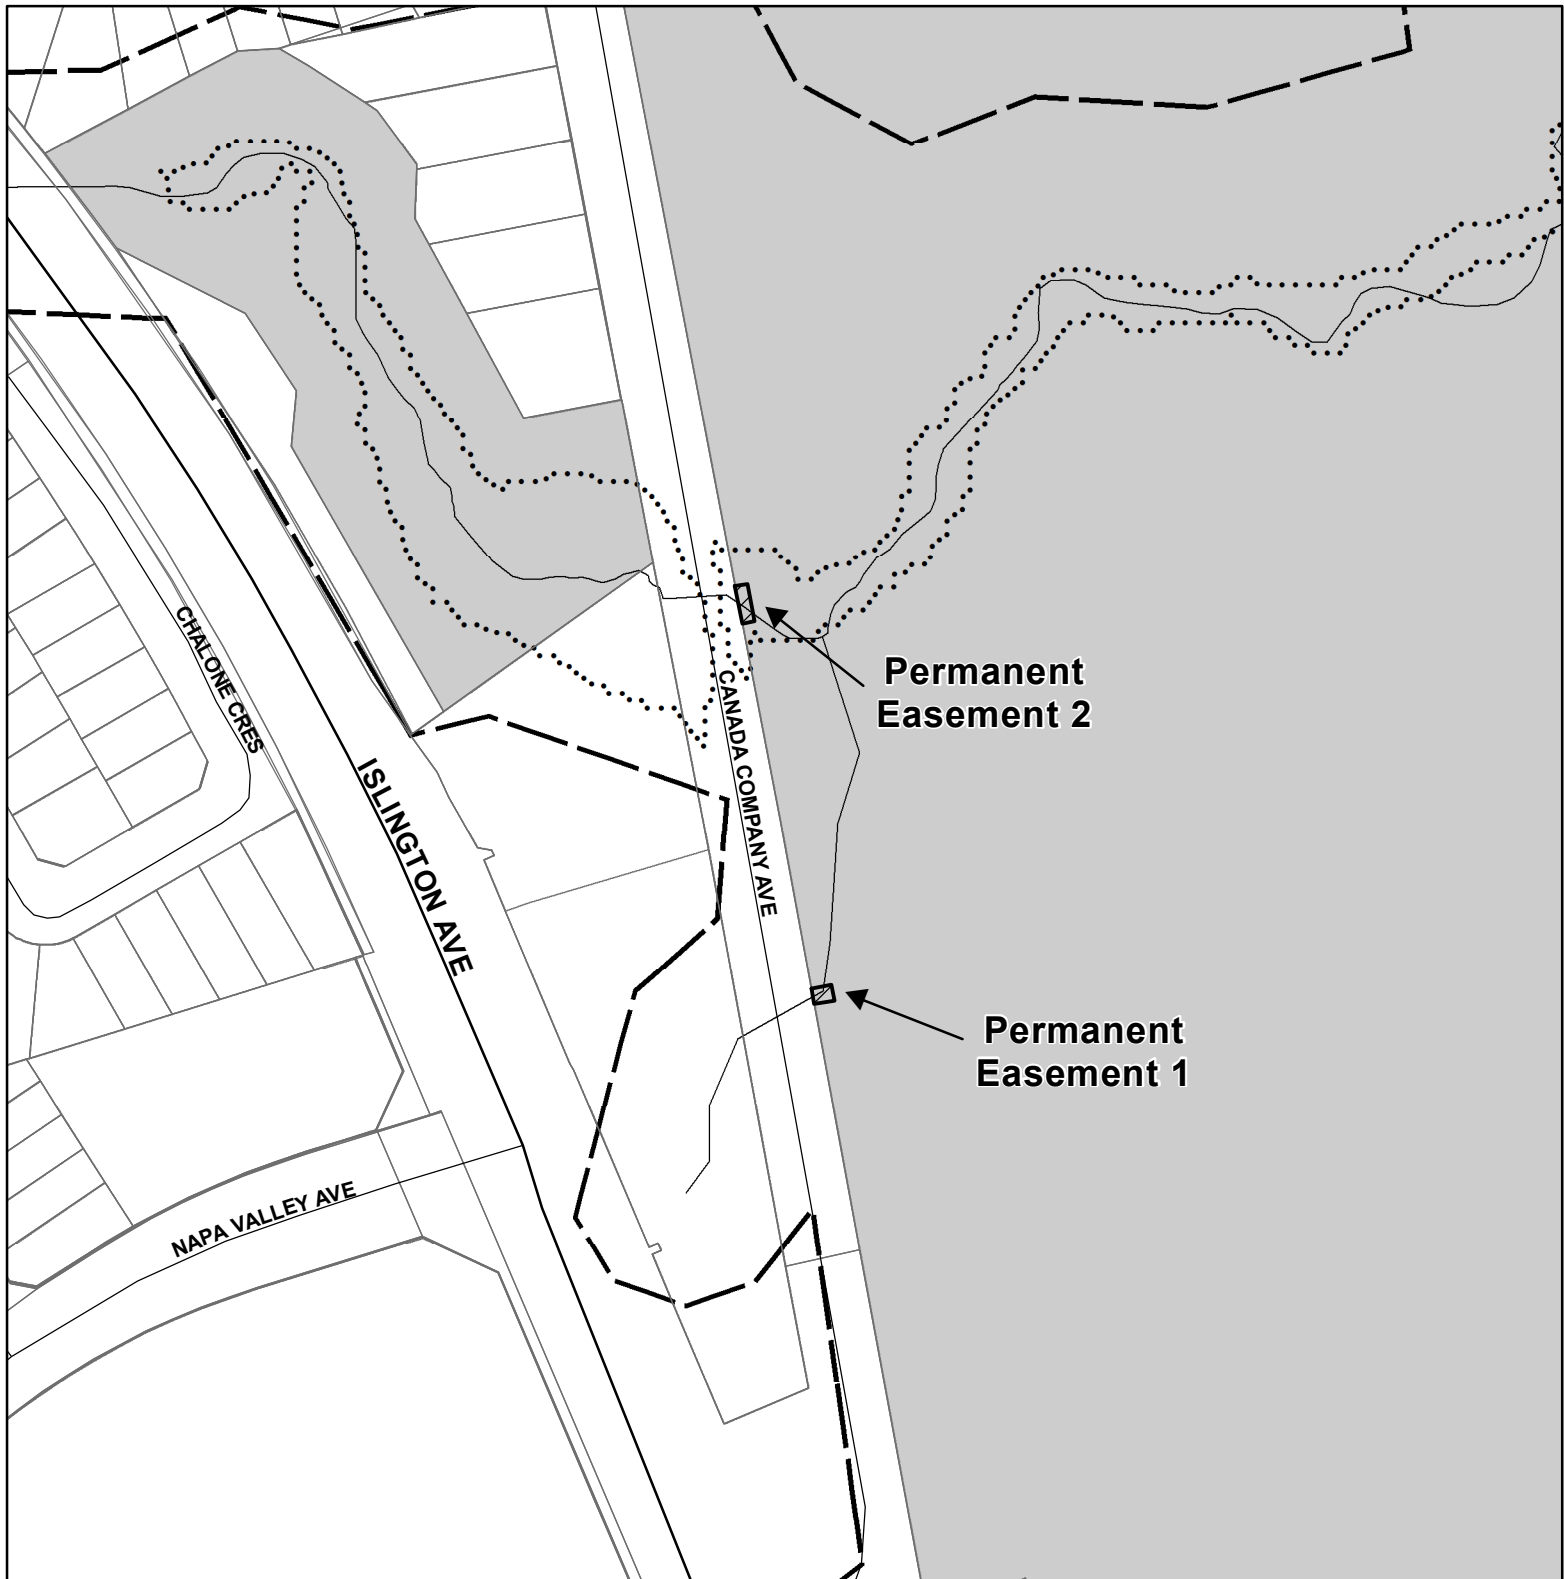 CHALONE CRES
Permanent
Easement 2
CANADA COMPANY AVE
ISLINGTON AVE
Permanent
Easement 1
NAPA VALLEY AVE